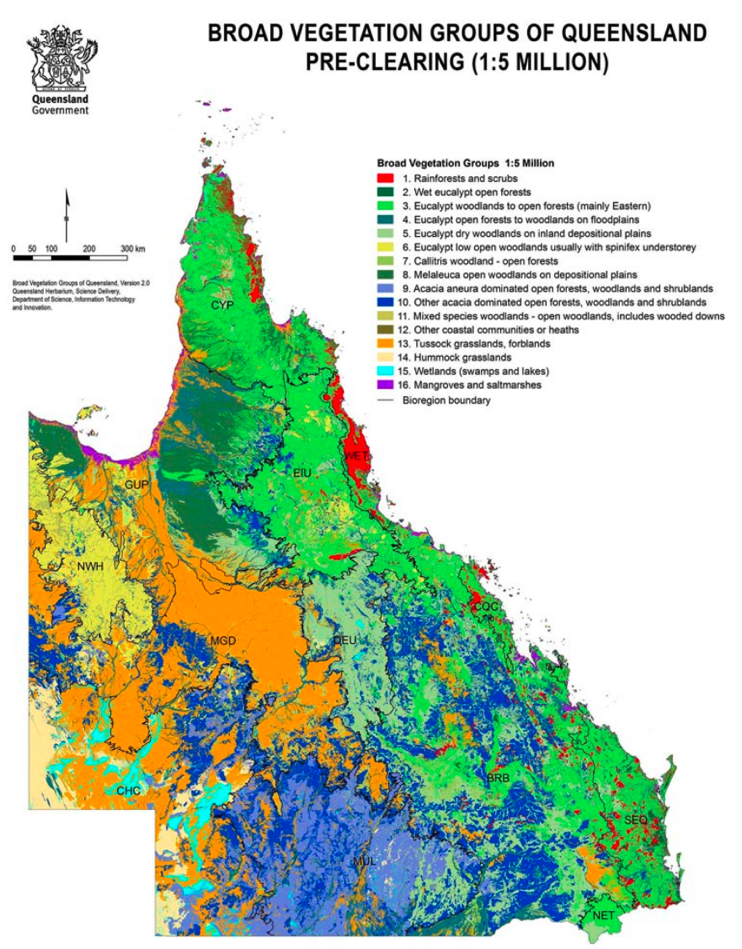 BROAD VEGETATION GROUPS OF QUEENSLAND
PRE-CLEARING (1:5 MILLION)
Queensland
Government
Broad Vegetation Groups 1:5 Million
1. Rainforests and scrubs
2. Wet eucalypt open forests
3. Eucalypt woodlands to open forests (mainly Eastern)
4. Eucalypt open forests to woodlands on floodplains
5. Eucalypt dry woodlands on inland depositional plains
6. Eucalypt low open woodlands usually with spinifex understorey
7. Callitris woodland - open forests
8. Melaleuca open woodlands on depositional plains
9. Acacia aneura dominated open forests, woodlands and shrublands
10. Other acacia dominated open forests, woodlands and shrublands
11. Mixed species woodlands - open woodlands, includes wooded downs
12. Other coastal communities or heaths
13. Tussock grasslands, forblands
14. Hummock grasslands
15. Wetlands (swamps and lakes)
16. Mangroves and saltmarshes
Bioregion boundary
N
0 50 100 200 300 km
Broad Vegetation Groups of Queensland, Version 2.0
Queensland Herbarium, Science Delivery,
Department of Science, Information Technology
and Innovation.
CYP
WET
EIU
GUP
NWH
CQC
MGD
DEU
BRB
CHC
SEQ
MUL
NET